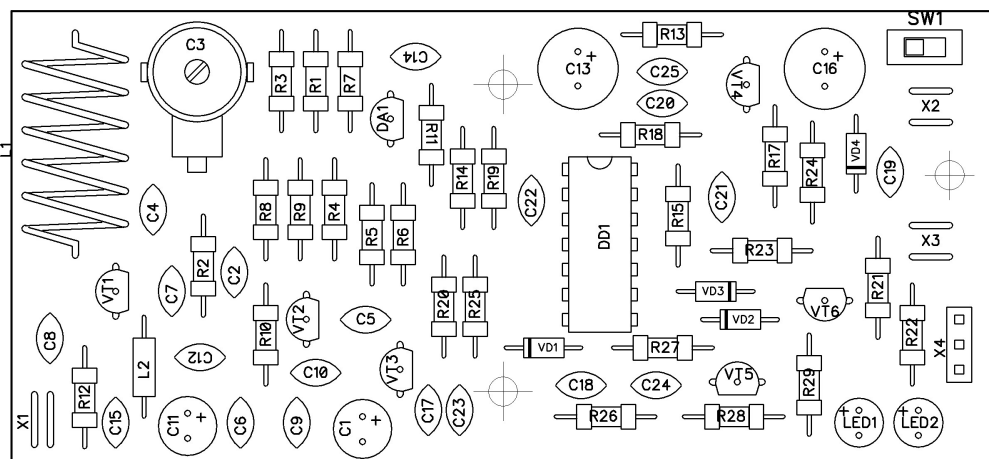 SW1
C3
R13
C14
C13
+
C16
+
R3
R1
R7
C25
VT4
C20
X2
DA1
R11
R18
L1
R17
VD4
R14
R19
R24
C19
C4
R8
R9
R4
C22
R15
C21
R5
R6
DD1
X3
R2
C2
R23
VT1
C7
VD3
R21
R20
R25
VT6
VT2
C5
VD2
R10
R22
C8
VD1
R27
X4
C12
L2
VT3
C10
VT5
R29
R12
C18
C24
X1
C15
C11
+
C6
C9
C1
+
C17
C23
R26
R28
+
LED1
+
LED2